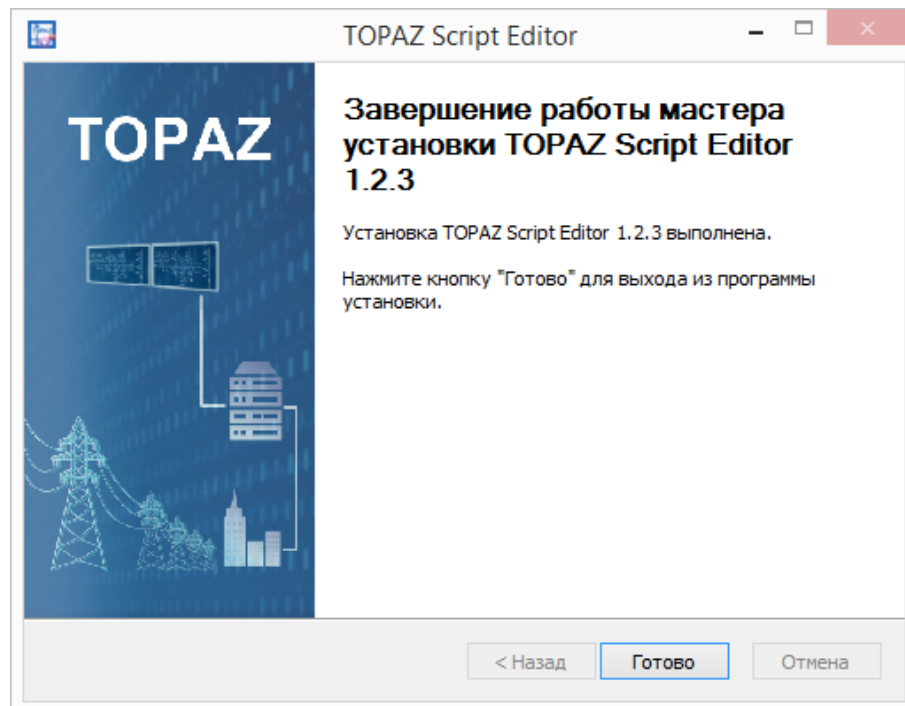 TOPAZ Script Editor
TOPAZ
Завершение работы мастера
установки TOPAZ Script Editor
1.2.3
Установка TOPAZ Script Editor 1.2.3 выполнена.
Нажмите кнопку "Готово" для выхода из программы
установки.
< Назад
Готово
Отмена